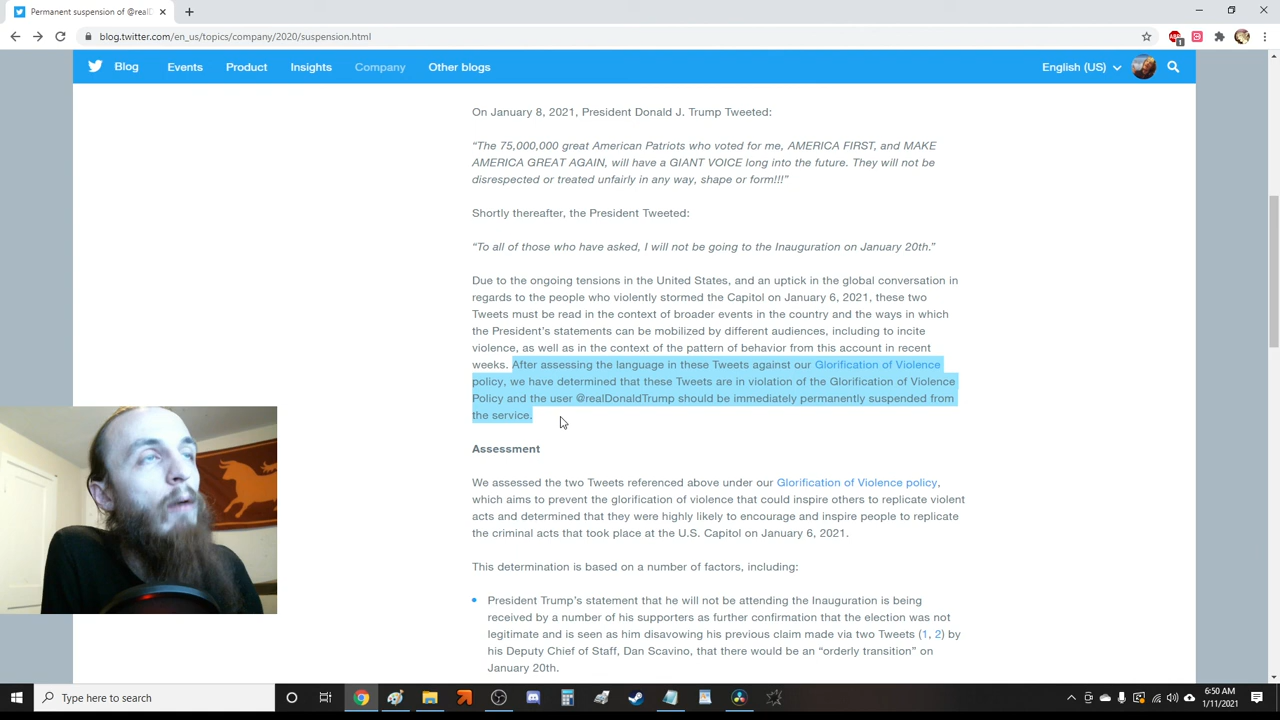 Permanent suspension of @realD
blog.twitter.com/en_us/topics/company/2020/suspension.html
Blog Events Product Insights Company Other blogs English (US)
On January 8, 2021, President Donald J. Trump Tweeted:
“The 75,000,000 great American Patriots who voted for me, AMERICA FIRST, and MAKE
AMERICA GREAT AGAIN, will have a GIANT VOICE long into the future. They will not be
disrespected or treated unfairly in any way, shape or form!!!”
Shortly thereafter, the President Tweeted:
“To all of those who have asked, I will not be going to the Inauguration on January 20th.”
Due to the ongoing tensions in the United States, and an uptick in the global conversation in
regards to the people who violently stormed the Capitol on January 6, 2021, these two
Tweets must be read in the context of broader events in the country and the ways in which
the President’s statements can be mobilized by different audiences, including to incite
violence, as well as in the context of the pattern of behavior from this account in recent
weeks. After assessing the language in these Tweets against our Glorification of Violence
policy, we have determined that these Tweets are in violation of the Glorification of Violence
Policy and the user @realDonaldTrump should be immediately permanently suspended from
the service.
Assessment
We assessed the two Tweets referenced above under our Glorification of Violence policy,
which aims to prevent the glorification of violence that could inspire others to replicate violent
acts and determined that they were highly likely to encourage and inspire people to replicate
the criminal acts that took place at the U.S. Capitol on January 6, 2021.
This determination is based on a number of factors, including:
President Trump’s statement that he will not be attending the Inauguration is being
received by a number of his supporters as further confirmation that the election was not
legitimate and is seen as him disavowing his previous claim made via two Tweets (1, 2) by
his Deputy Chief of Staff, Dan Scavino, that there would be an “orderly transition” on
January 20th.
Type here to search
6:50 AM
1/11/2021